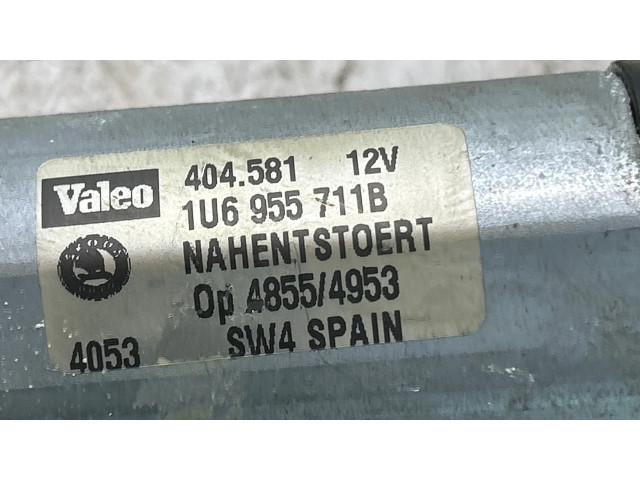 Valeo 404.581 12V
1U6 955 711B
NAHENTSTOERT
Op 4855/4953
4053 SW4 SPAIN